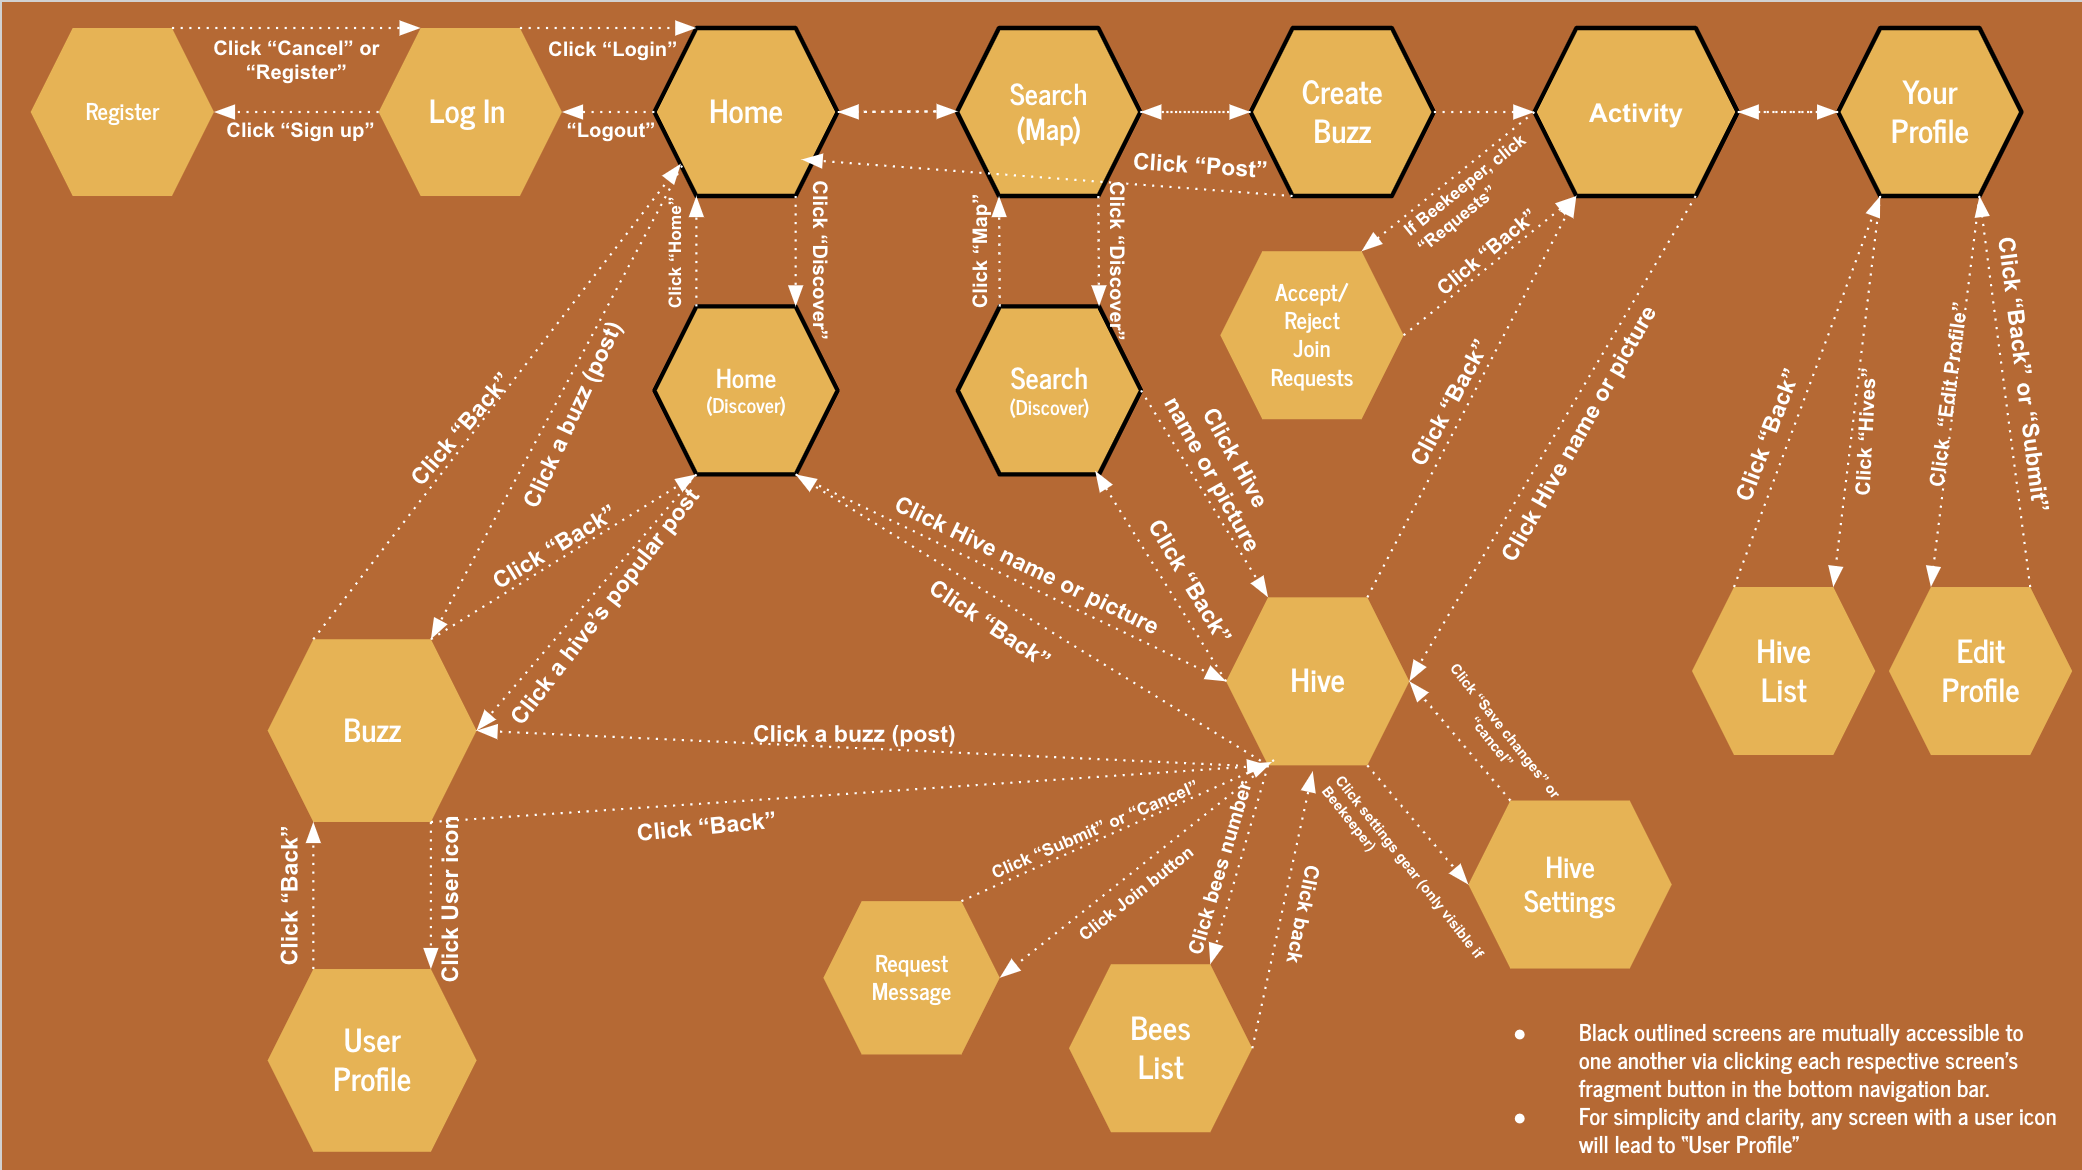 Click “Cancel” or
“Register”
Click “Login”
Register
Log In
Home
Search
(Map)
Create
Buzz
Activity
Your
Profile
Click “Sign up”
“Logout”
Click “Post”
If Beekeeper, click
“Requests”
Click “Back”
Click “Home”
Click “Discover”
Click “Map”
Click “Discover”
Accept/
Reject
Join
Requests
Home
(Discover)
Search
(Discover)
Click “Back”
Click a buzz (post)
Click “Back”
Click a hive’s popular post
Click Hive name or picture
Click “Back”
Click Hive
name or picture
Click “Back”
Click “Back”
Click Hive name or picture
Click “Back”
Click “Hives”
Click “Edit Profile”
Click “Back” or “Submit”
Buzz
Hive
Hive
List
Edit
Profile
Click a buzz (post)
Click “Back”
Click “Save changes” or
“cancel”
Click settings gear (only visible if
Beekeeper)
Click “Submit” or “Cancel”
Click Join button
Click bees number
Click back
Hive
Settings
Click “Back”
Click User icon
Request
Message
Bees
List
User
Profile
● Black outlined screens are mutually accessible to
one another via clicking each respective screen’s
fragment button in the bottom navigation bar.
● For simplicity and clarity, any screen with a user icon
will lead to “User Profile”